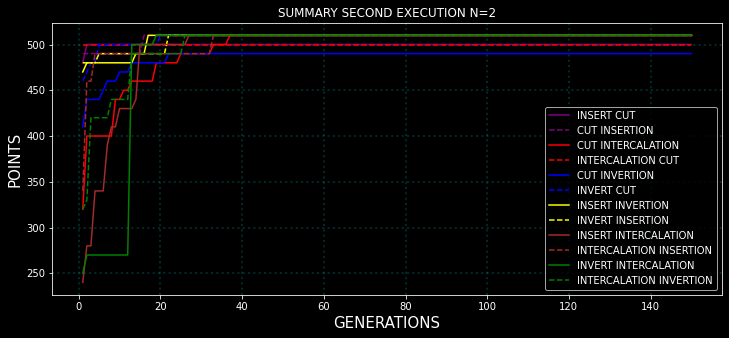 SUMMARY SECOND EXECUTION N=2
POINTS
500
450
400
350
300
250
INSERT CUT
CUT INSERTION
CUT INTERCALATION
INTERCALATION CUT
CUT INVERTION
INVERT CUT
INSERT INVERTION
INVERT INSERTION
INSERT INTERCALATION
INTERCALATION INSERTION
INVERT INTERCALATION
INTERCALATION INVERTION
0 20 40 60 80 100 120 140
GENERATIONS